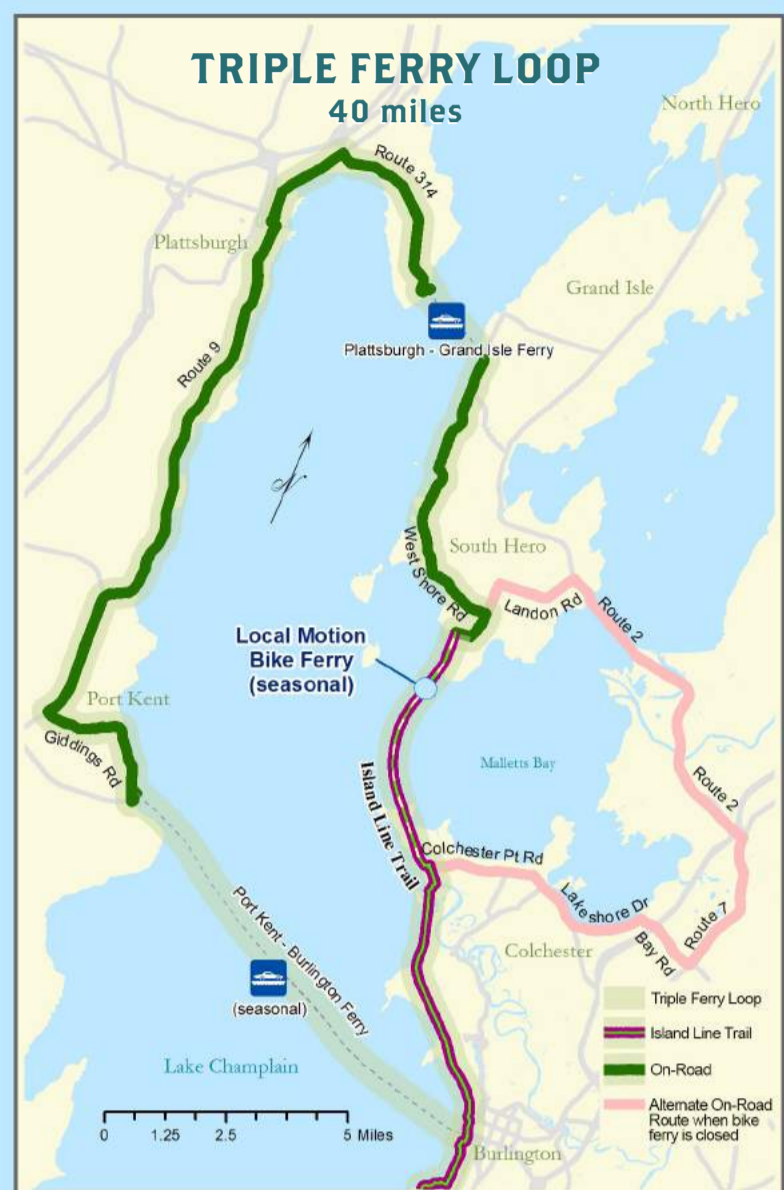 TRIPLE FERRY LOOP
40 miles
North Hero
Route 314
Plattsburgh
Grand Isle
Plattsburgh - Grand Isle Ferry
Route 9
N
West Shore Rd
South Hero
Landon Rd
Route 2
Local Motion
Bike Ferry
(seasonal)
Port Kent
Giddings Rd
Malletts Bay
Route 2
Island Line Trail
Colchester Pt Rd
Lakeshore Dr
Bay Rd
Route 7
Colchester
Port Kent - Burlington Ferry
(seasonal)
Lake Champlain
Triple Ferry Loop
Island Line Trail
On-Road
Alternate On-Road
Route when bike
ferry is closed
0 1.25 2.5 5 Miles
Burlington